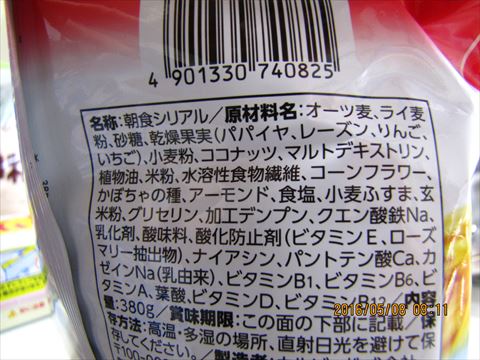 4 901330 740825
名称:朝食シリアル/原材料名:オーツ麦、ライ麦
粉、砂糖、乾燥果実(パパイヤ、レーズン、りんご、
いちご)、小麦粉、ココナッツ、マルトデキストリン、
植物油、米粉、水溶性食物繊維、コーンフラワー、
かぼちゃの種、アーモンド、食塩、小麦ふすま、玄
米粉、グリセリン、加工デンプン、クエン酸鉄Na、
乳化剤、酸味料、酸化防止剤(ビタミンE、ローズ
マリー抽出物)、ナイアシン、パントテン酸Ca、カ
ゼインNa(乳由来)、ビタミンB1、ビタミンB6、ビ
タミンA、葉酸、ビタミンD、ビタミン
量:380g/賞味期限:この面の下部に記載/保
存方法:高温・多湿の場所、直射日光を避けて保
存してください。/製造者
2016/05/08 09:11